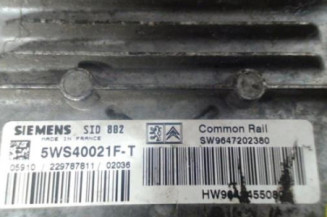 SIEMENS SID 802
MADE IN FRANCE
5WS40021F-T
05910 229787811 02036
Common Rail
SW9647202380